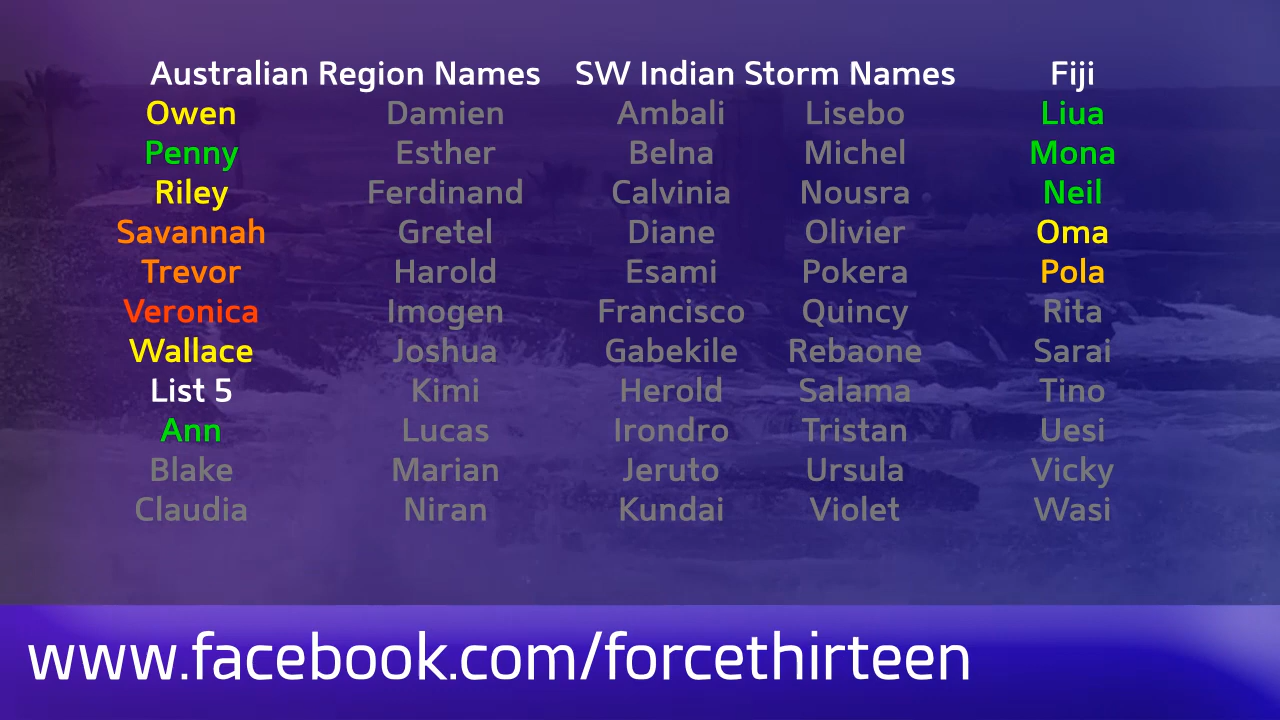 Australian Region Names SW Indian Storm Names Fiji
Owen Damien Ambali Lisebo Liua
Penny Esther Belna Michel Mona
Riley Ferdinand Calvinia Nousra Neil
Savannah Gretel Diane Olivier Oma
Trevor Harold Esami Pokera Pola
Veronica Imogen Francisco Quincy Rita
Wallace Joshua Gabekile Rebaone Sarai
List 5 Kimi Herold Salama Tino
Ann Lucas Irondro Tristan Uesi
Blake Marian Jeruto Ursula Vicky
Claudia Niran Kundai Violet Wasi
www.facebook.com/forcethirteen